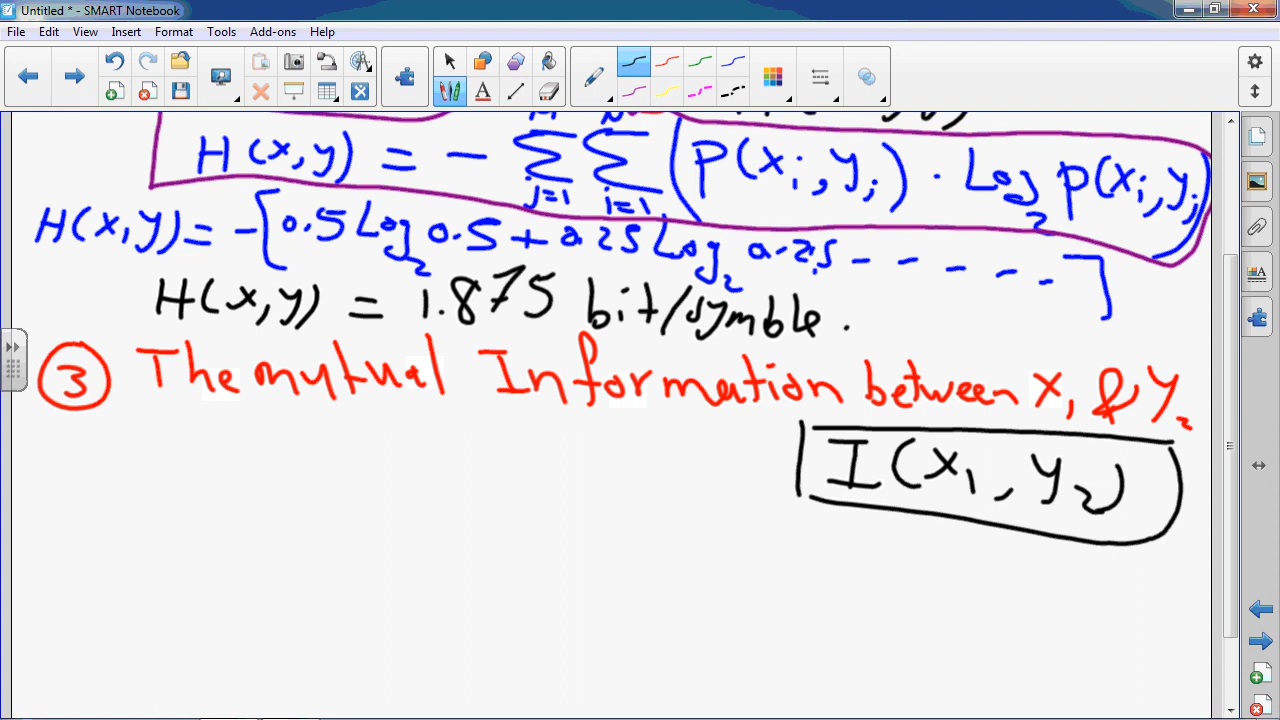 Untitled * - SMART Notebook
File Edit View Insert Format Tools Add-ons Help
H(x,y) = - Σ j=1 Σ i=1 (P(xi,yj) . Log2 P(xi,yj))
H(x,y) = -[0.5 Log2 0.5 + 0.25 Log2 0.25 - - - - -]
H(x,y) = 1.875 bit/symble.
③ The mutual Information between x, & y2
I(x1, y2)